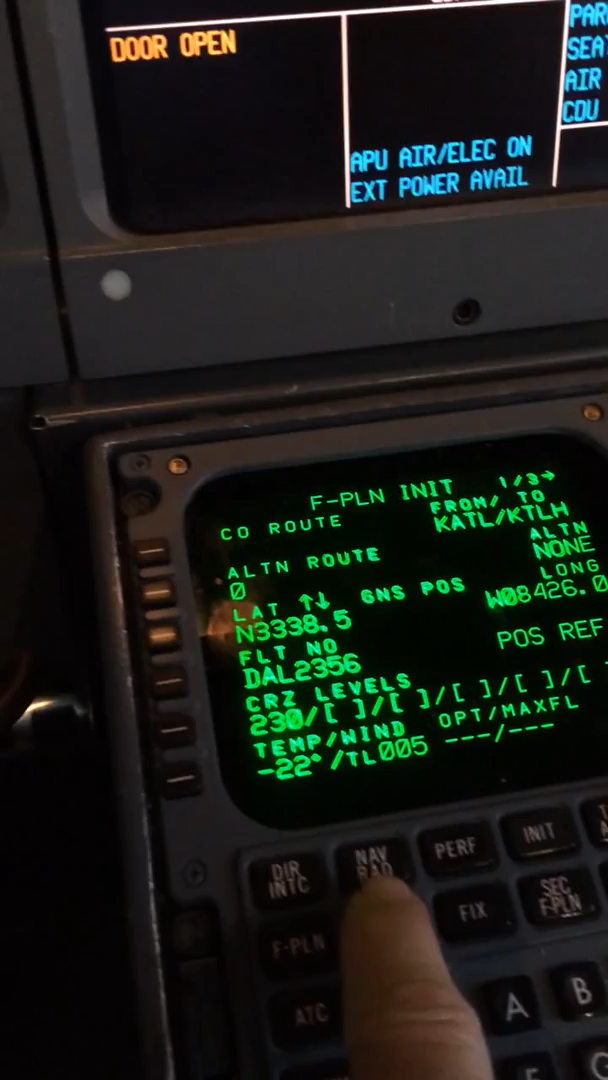 DOOR OPEN
SEAT
AIR
CDU
APU AIR/ELEC ON
EXT POWER AVAIL
F-PLN INIT 1/3→
CO ROUTE FROM/ TO
KATL/KTLH
ALTN ROUTE ALTN
0 NONE
LAT ↑↓ GNS POS LONG
N3338.5 W08426.0
FLT NO
DAL2356 POS REF
CRZ LEVELS
230/[ ]/[ ]/[ ]/[ ]/[
TEMP/WIND OPT/MAXFL
-22°/TL005 ---/---
DIR INTC
NAV RAD
PERF
INIT
F-PLN
FIX
SEC F-PLN
ATC
A
B